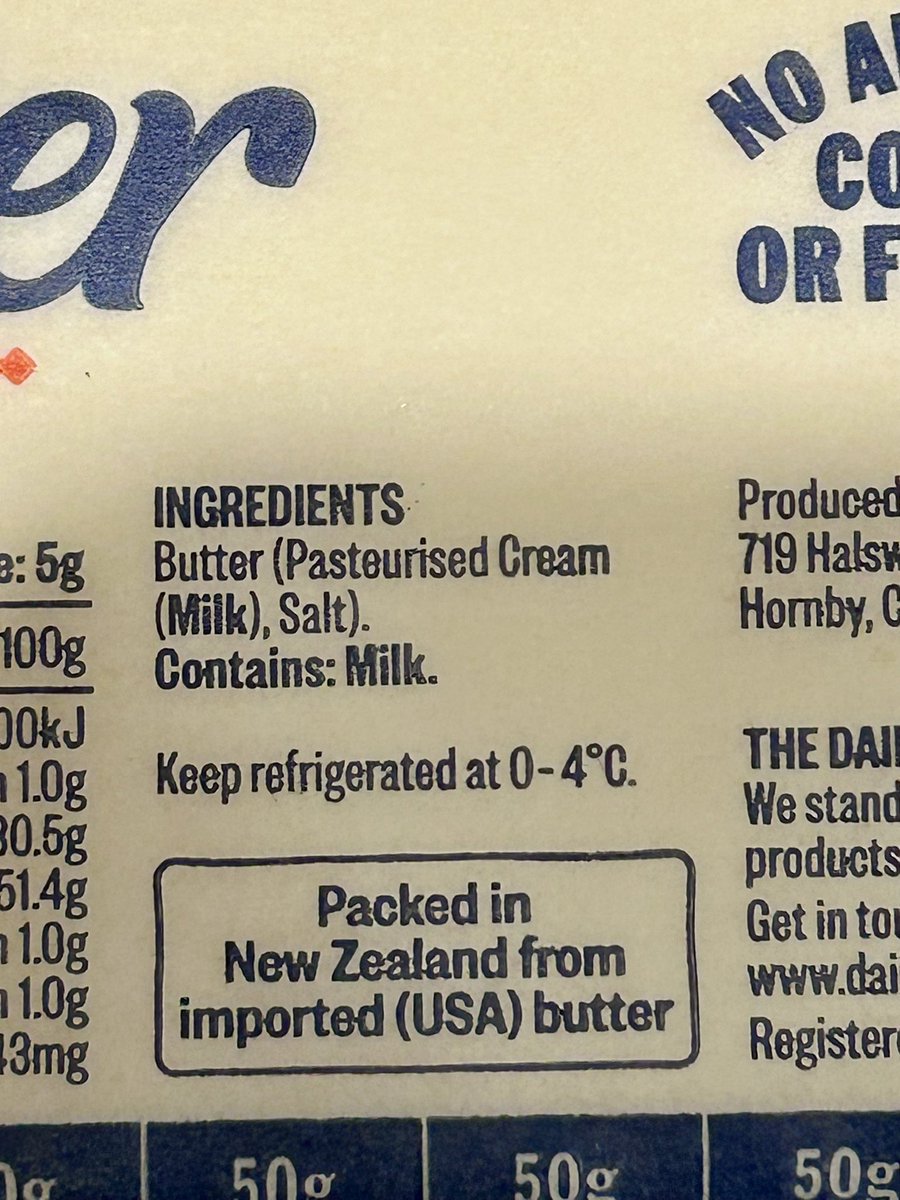 er
NO
CO
OR F
e: 5g
100g
00kJ
1.0g
30.5g
51.4g
1.0g
1.0g
43mg
INGREDIENTS
Butter (Pasteurised Cream
(Milk), Salt).
Contains: Milk.
Keep refrigerated at 0-4°C.
Packed in
New Zealand from
imported (USA) butter
Produced
719 Halsw
Hornby, C
THE DAI
We stand
products
Get in tou
www.dai
Registere
50g 50g 50g